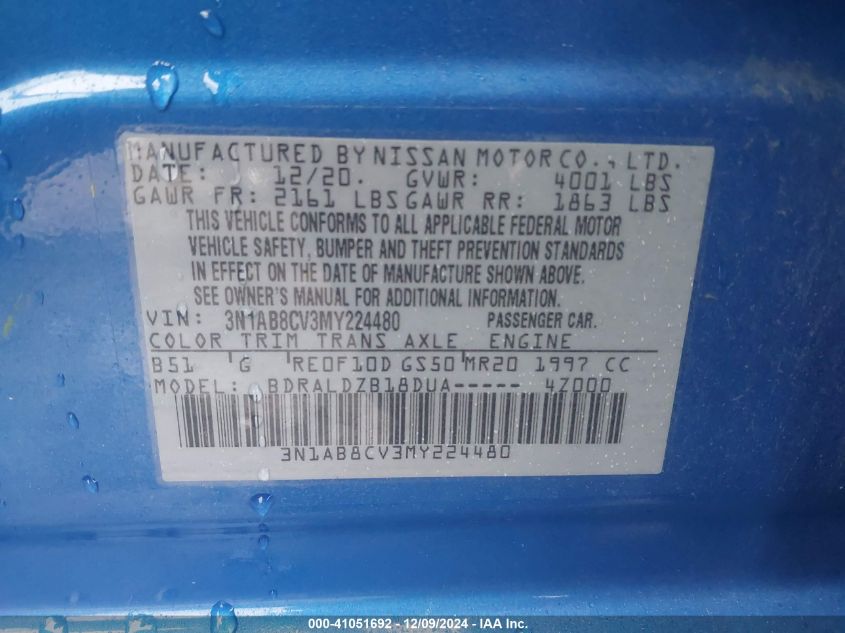 MANUFACTURED BY NISSAN MOTOR CO., LTD.
DATE: 12/20. GVWR: 4001 LBS
GAWR FR: 2161 LBS GAWR RR: 1863 LBS
THIS VEHICLE CONFORMS TO ALL APPLICABLE FEDERAL MOTOR
VEHICLE SAFETY, BUMPER AND THEFT PREVENTION STANDARDS
IN EFFECT ON THE DATE OF MANUFACTURE SHOWN ABOVE.
SEE OWNER'S MANUAL FOR ADDITIONAL INFORMATION.
VIN: 3N1AB8CV3MY224480 PASSENGER CAR.
COLOR TRIM TRANS AXLE ENGINE
B51 G RE0F10D GS50 MR20 1997 CC
MODEL: BDRALDZB18DUA----- 4Z000
3N1AB8CV3MY224480
000-41051692 - 12/09/2024 - IAA Inc.